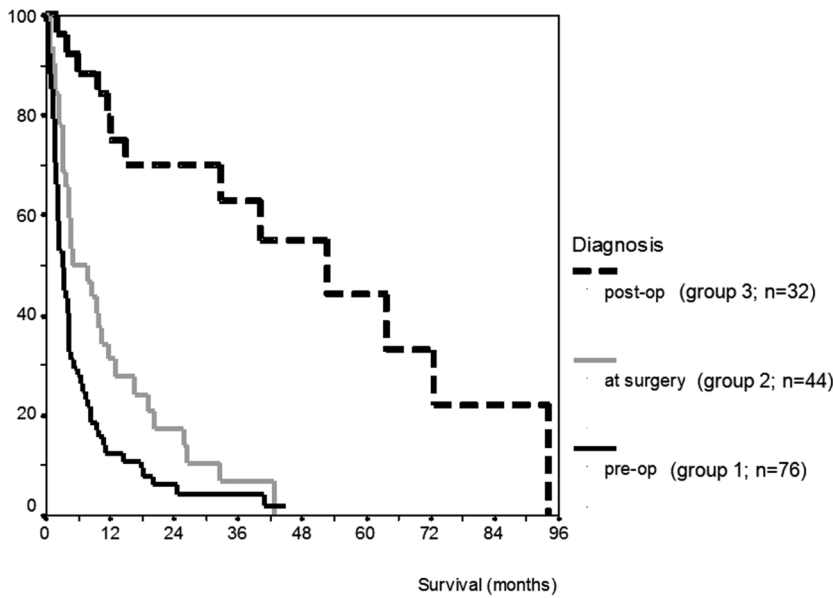 100
80
60
40
20
0
0 12 24 36 48 60 72 84 96
Survival (months)
Diagnosis
post-op (group 3; n=32)
at surgery (group 2; n=44)
pre-op (group 1; n=76)